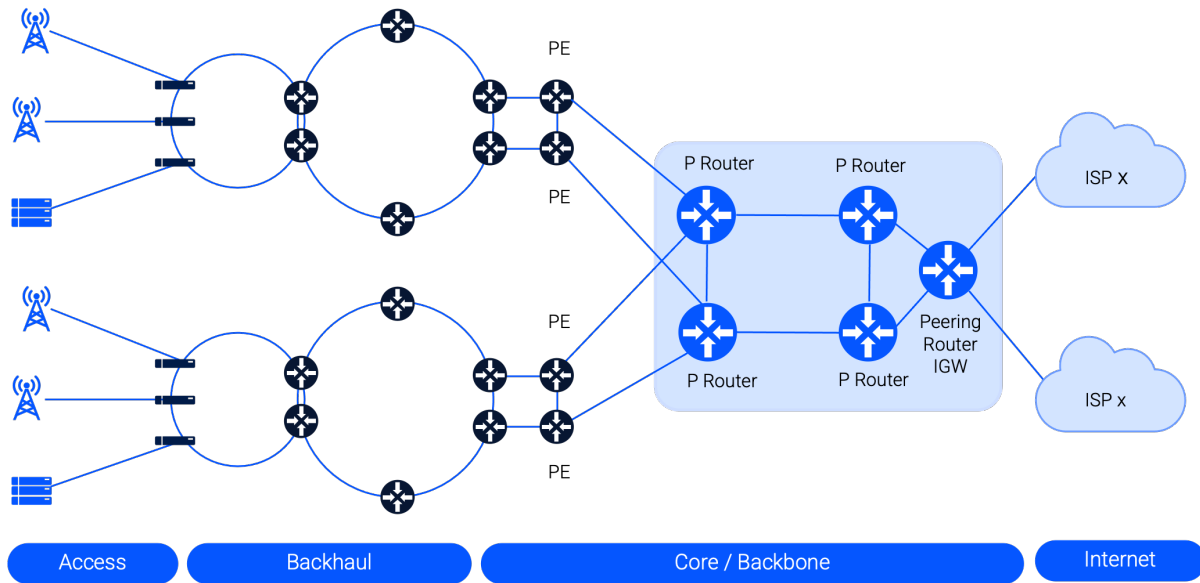 PE
PE
P Router
P Router
ISP X
PE
P Router
P Router
Peering
Router
IGW
ISP x
PE
Access
Backhaul
Core / Backbone
Internet